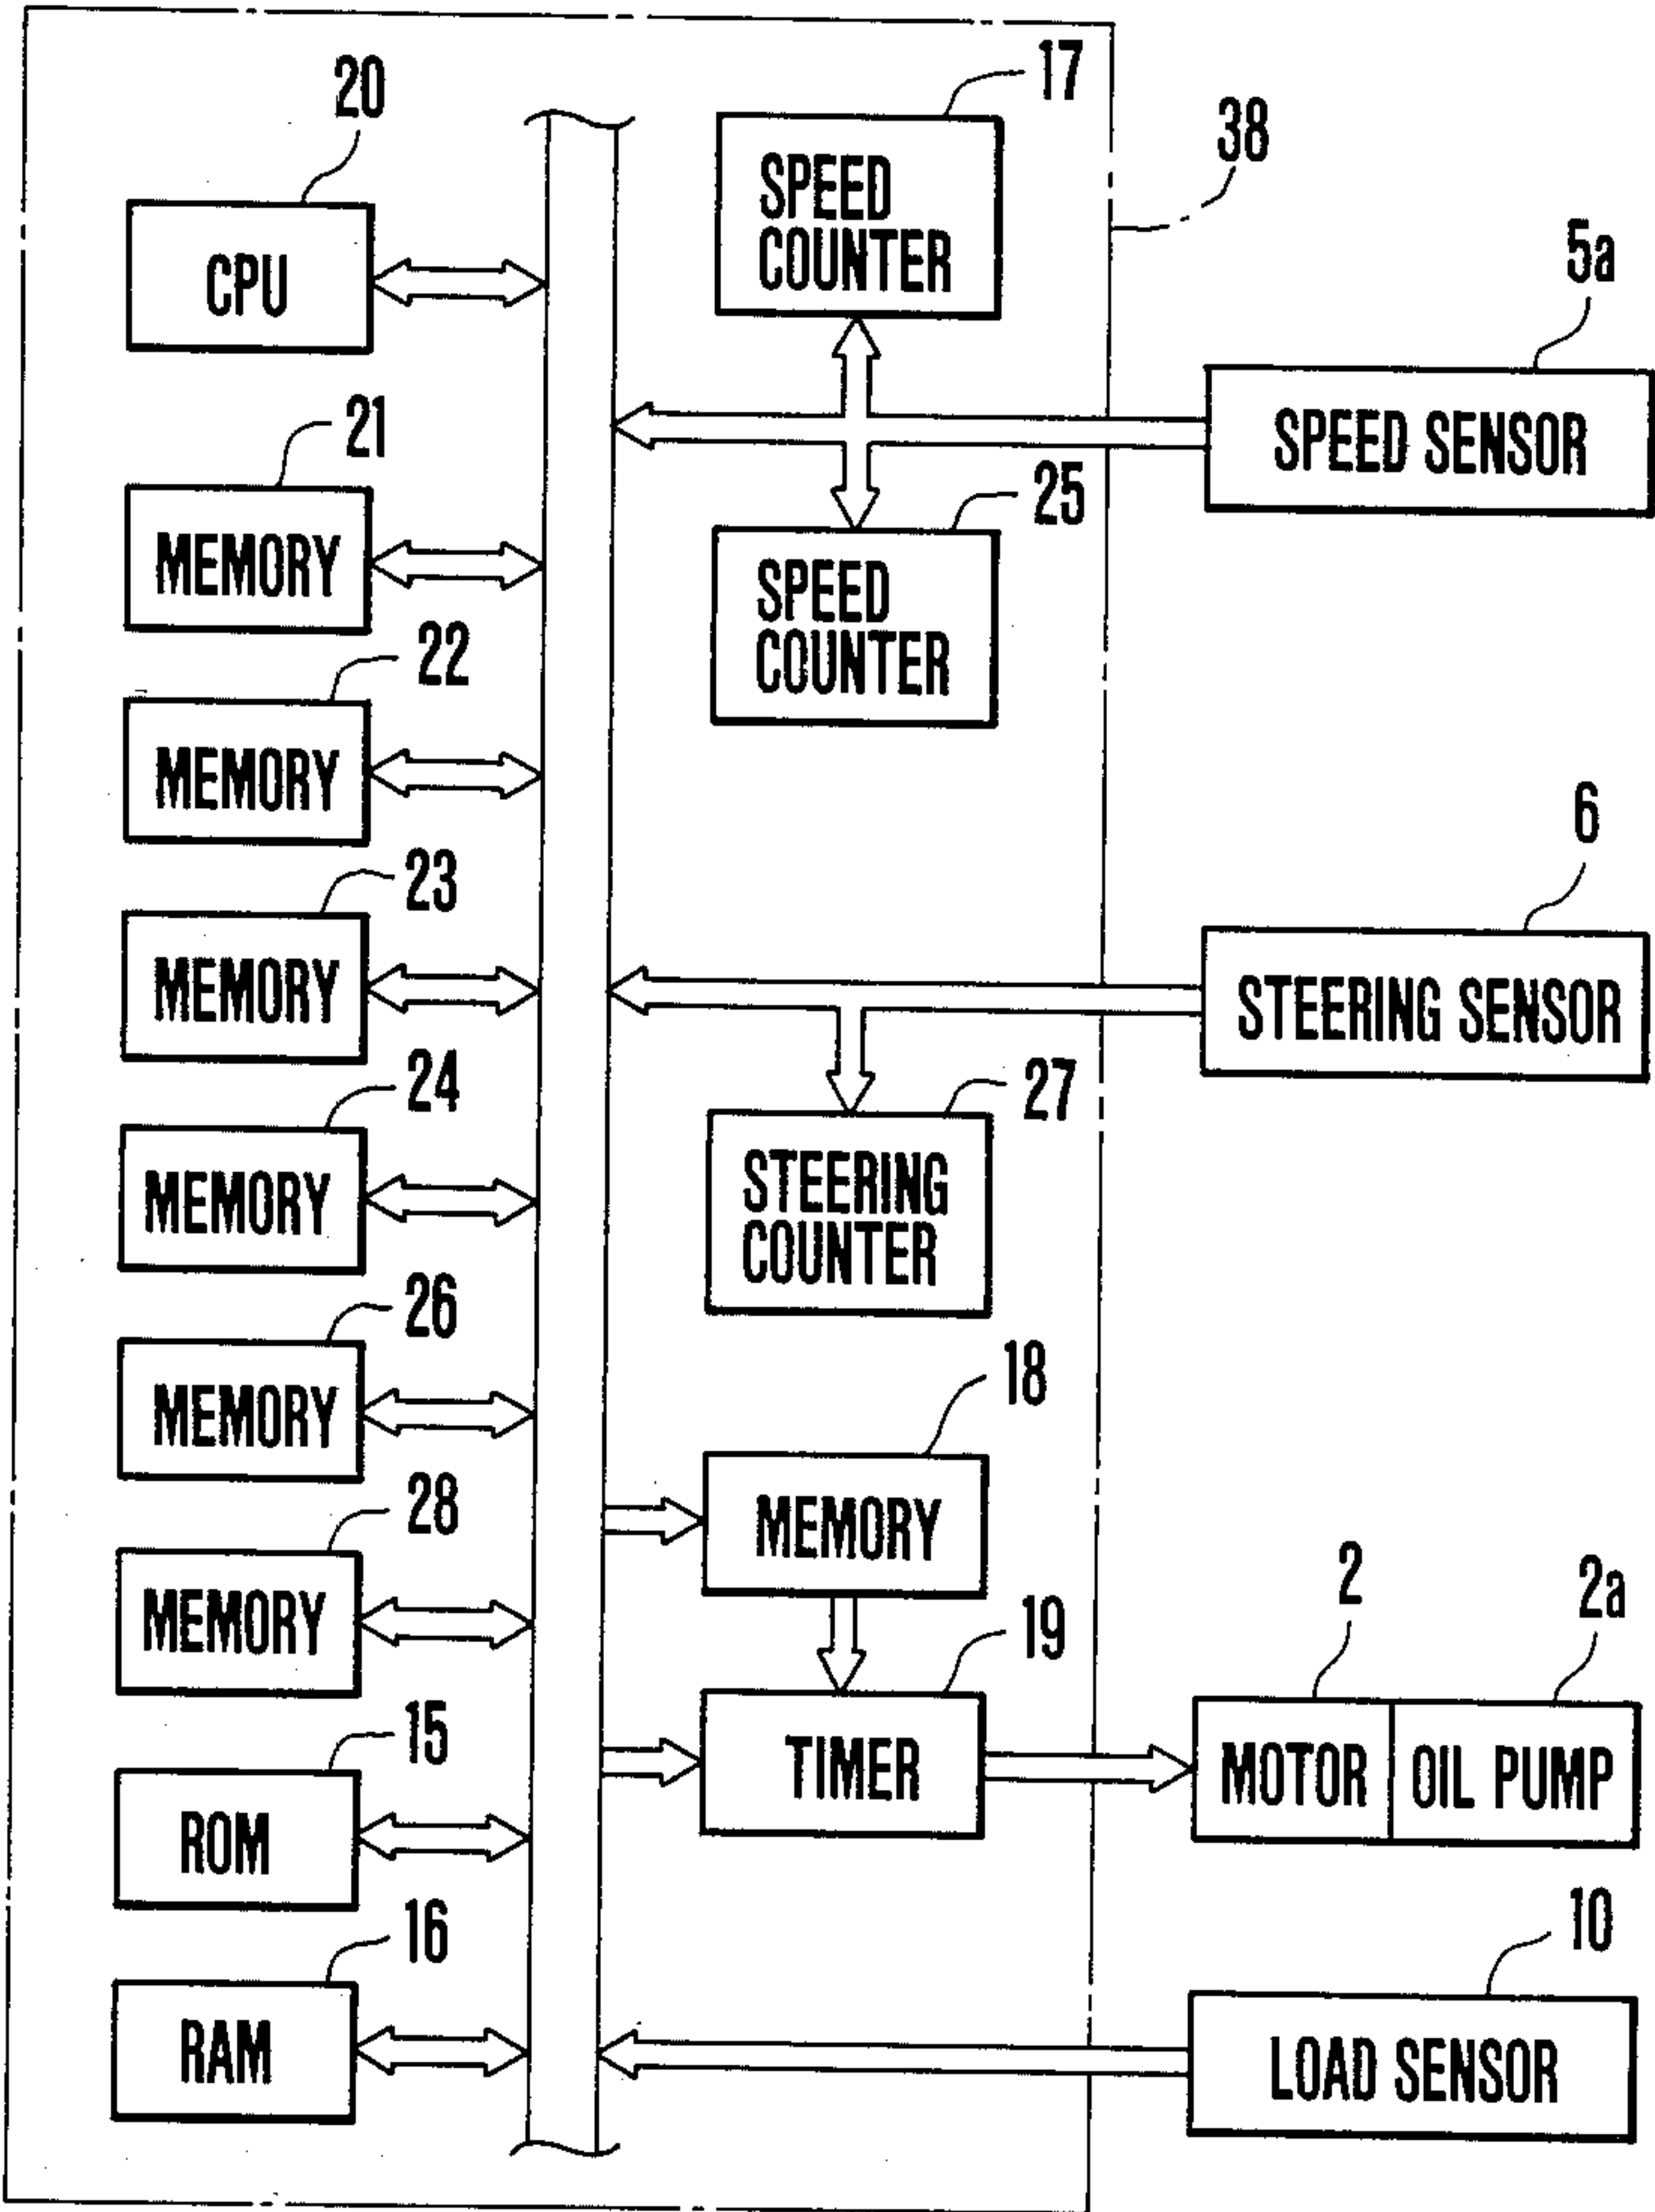 20
CPU
21
MEMORY
22
MEMORY
23
MEMORY
24
MEMORY
26
MEMORY
28
MEMORY
15
ROM
16
RAM
17
SPEED
COUNTER
25
SPEED
COUNTER
27
STEERING
COUNTER
18
MEMORY
19
TIMER
38
5a
SPEED SENSOR
6
STEERING SENSOR
2
MOTOR
2a
OIL PUMP
10
LOAD SENSOR